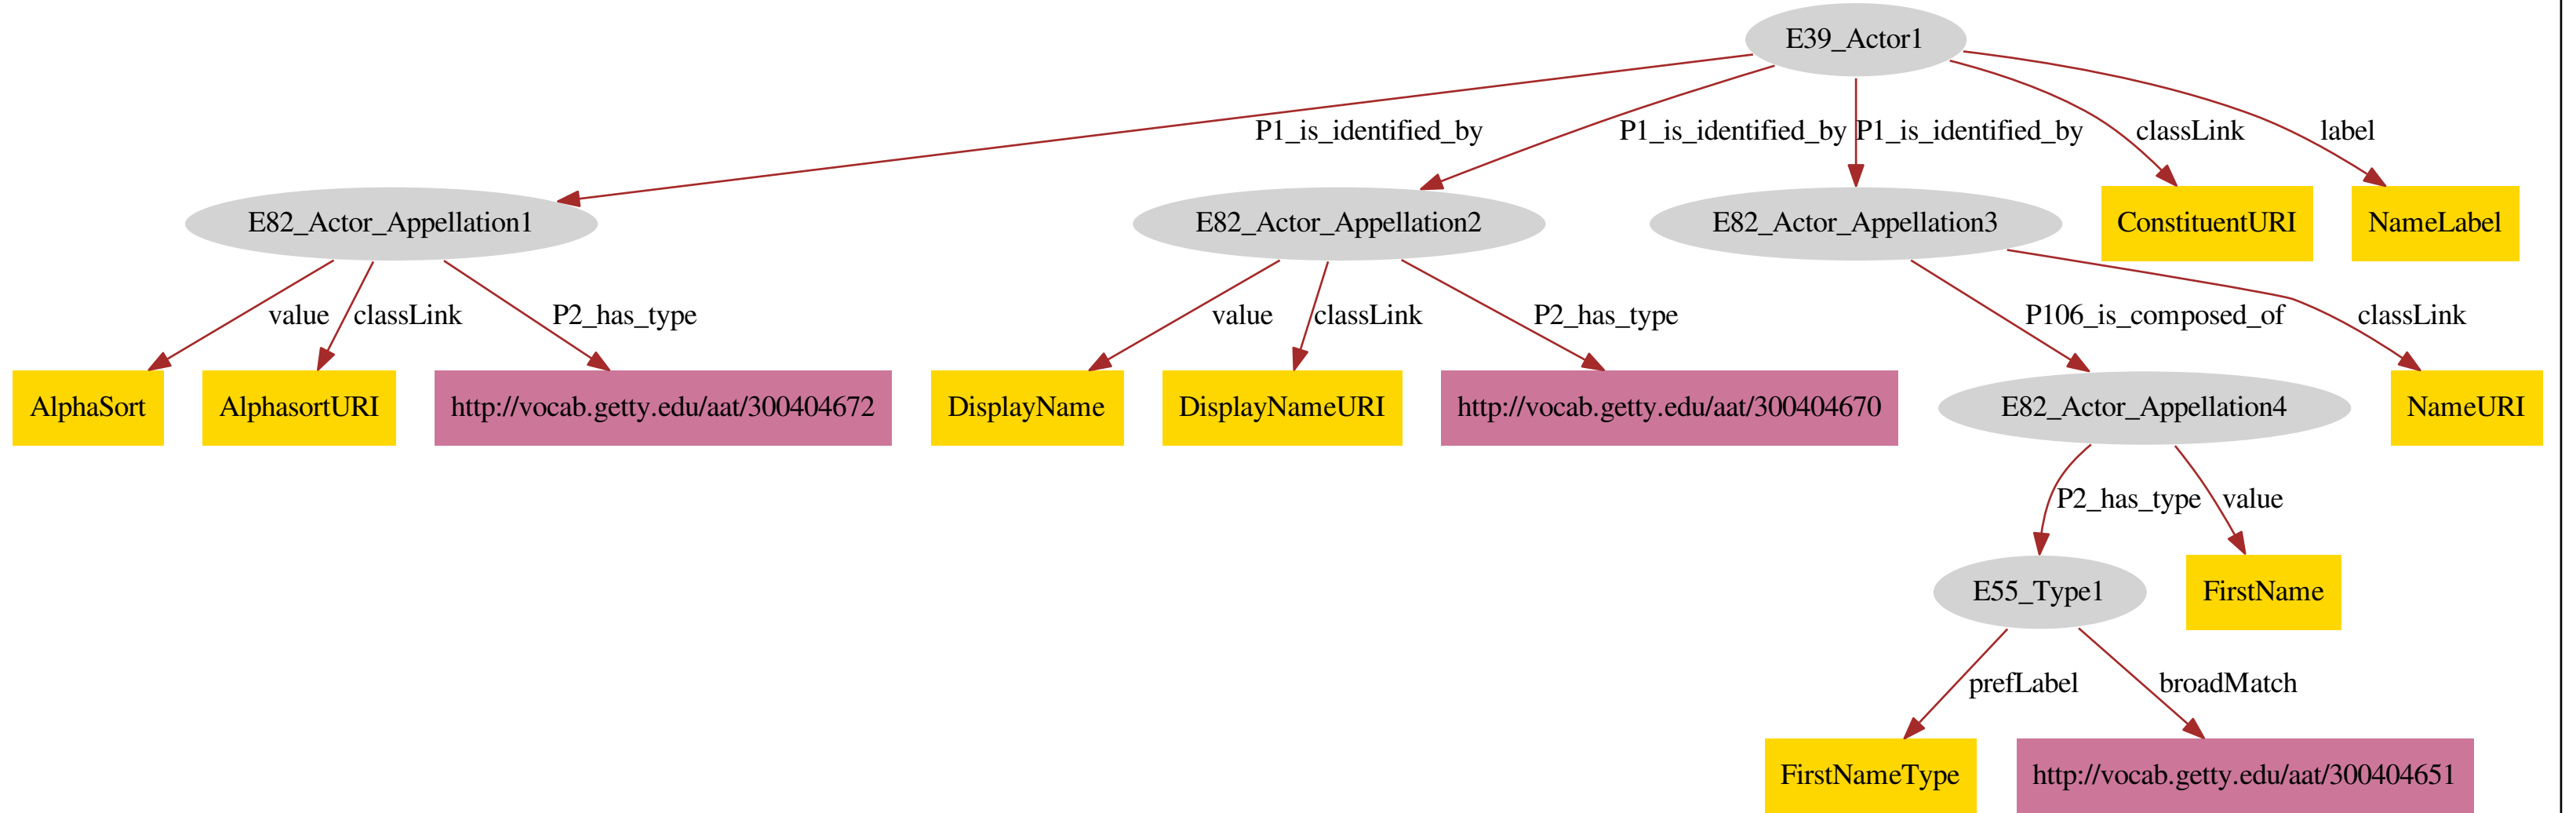 E39_Actor1
P1_is_identified_by
P1_is_identified_by
P1_is_identified_by
classLink
label
E82_Actor_Appellation1
E82_Actor_Appellation2
E82_Actor_Appellation3
ConstituentURI
NameLabel
value
classLink
P2_has_type
value
classLink
P2_has_type
P106_is_composed_of
classLink
AlphaSort
AlphasortURI
http://vocab.getty.edu/aat/300404672
DisplayName
DisplayNameURI
http://vocab.getty.edu/aat/300404670
E82_Actor_Appellation4
NameURI
P2_has_type
value
E55_Type1
FirstName
prefLabel
broadMatch
FirstNameType
http://vocab.getty.edu/aat/300404651